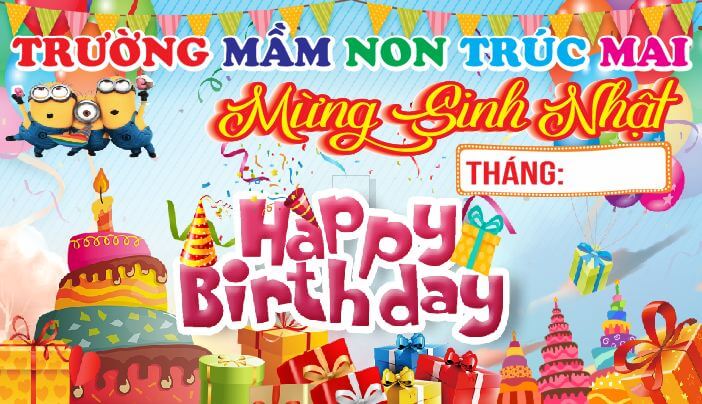 TRƯỜNG MẦM NON TRÚC MAI
Mừng Sinh Nhật
THÁNG:
Happy
Birthday